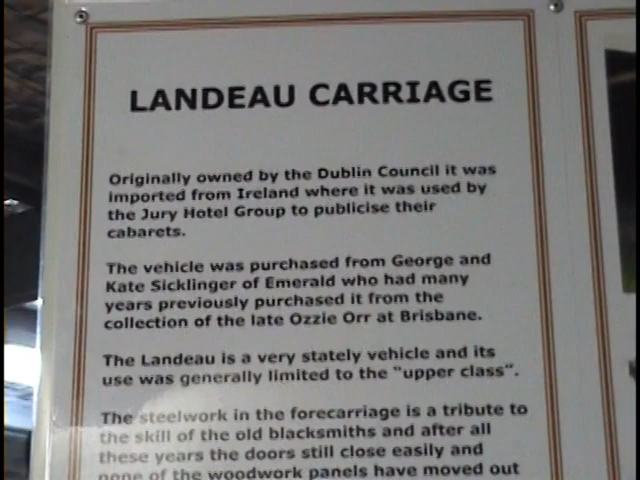 LANDEAU CARRIAGE
Originally owned by the Dublin Council it was
imported from Ireland where it was used by
the Jury Hotel Group to publicise their
cabarets.
The vehicle was purchased from George and
Kate Sicklinger of Emerald who had many
years previously purchased it from the
collection of the late Ozzie Orr at Brisbane.
The Landeau is a very stately vehicle and its
use was generally limited to the "upper class".
The steelwork in the forecarriage is a tribute to
the skill of the old blacksmiths and after all
these years the doors still close easily and
none of the woodwork panels have moved out